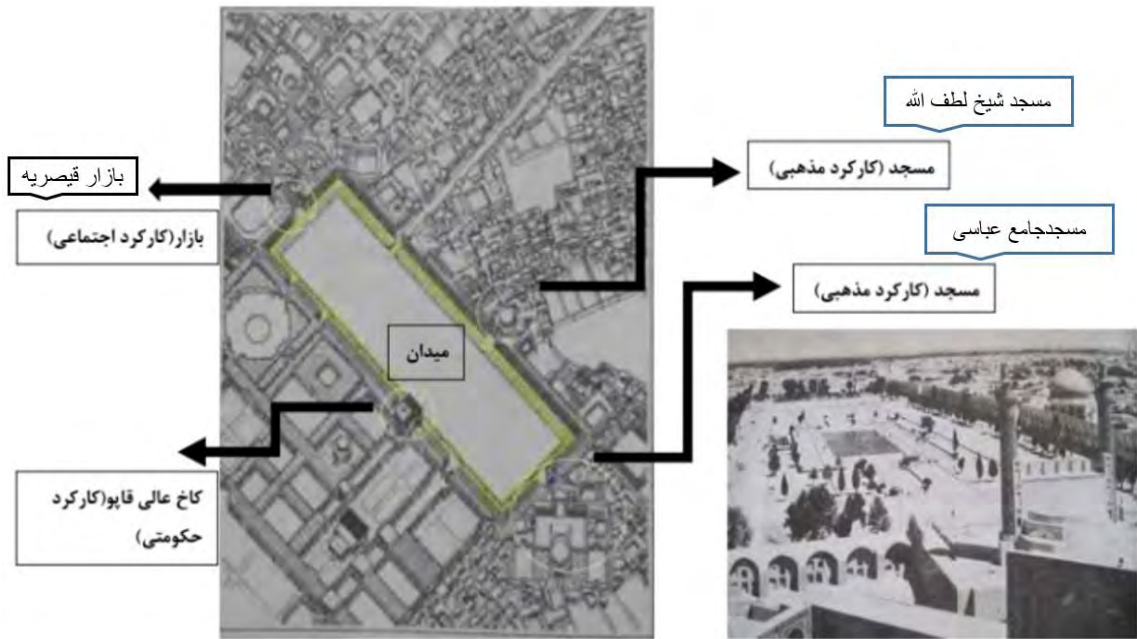 مسجد شیخ لطف الله
مسجد (کارکرد مذهبی)
بازار قیصریه
بازار(کارکرد اجتماعی)
مسجدجامع عباسی
مسجد (کارکرد مذهبی)
میدان
کاخ عالی قاپو(کارکرد
حکومتی)